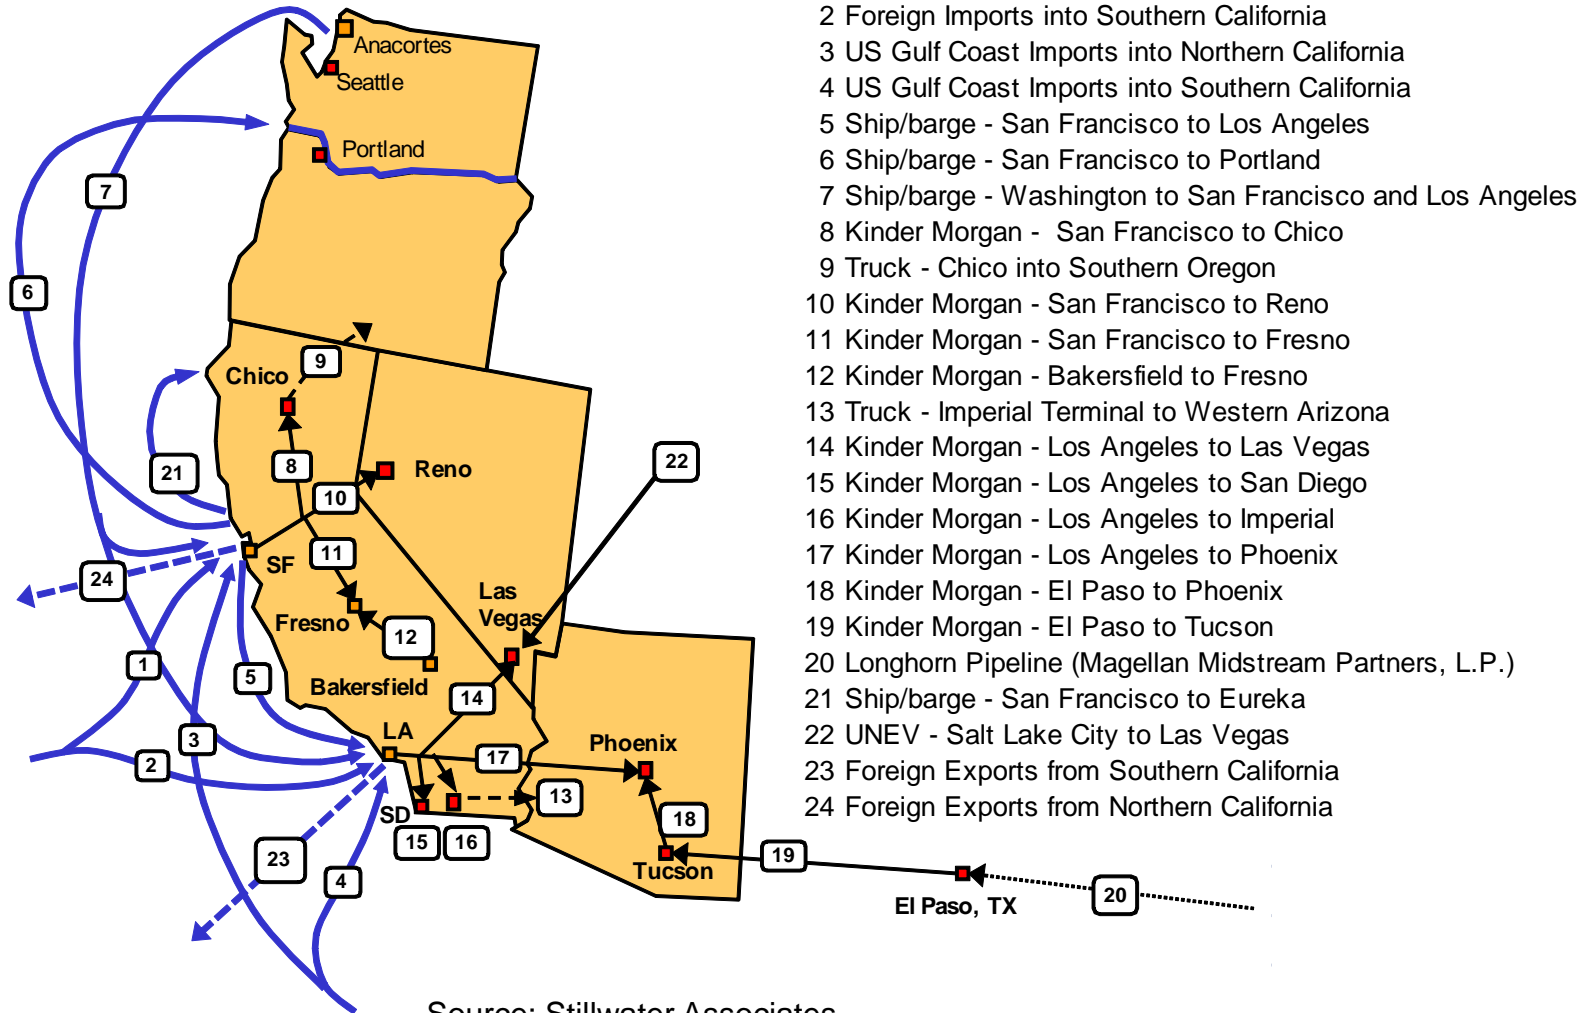 2 Foreign Imports into Southern California
3 US Gulf Coast Imports into Northern California
4 US Gulf Coast Imports into Southern California
5 Ship/barge - San Francisco to Los Angeles
6 Ship/barge - San Francisco to Portland
7 Ship/barge - Washington to San Francisco and Los Angeles
8 Kinder Morgan - San Francisco to Chico
9 Truck - Chico into Southern Oregon
10 Kinder Morgan - San Francisco to Reno
11 Kinder Morgan - San Francisco to Fresno
12 Kinder Morgan - Bakersfield to Fresno
13 Truck - Imperial Terminal to Western Arizona
14 Kinder Morgan - Los Angeles to Las Vegas
15 Kinder Morgan - Los Angeles to San Diego
16 Kinder Morgan - Los Angeles to Imperial
17 Kinder Morgan - Los Angeles to Phoenix
18 Kinder Morgan - El Paso to Phoenix
19 Kinder Morgan - El Paso to Tucson
20 Longhorn Pipeline (Magellan Midstream Partners, L.P.)
21 Ship/barge - San Francisco to Eureka
22 UNEV - Salt Lake City to Las Vegas
23 Foreign Exports from Southern California
24 Foreign Exports from Northern California
Anacortes
Seattle
Portland
7
6
9
Chico
8
Reno
22
21
10
SF
11
24
Las
Vegas
Fresno
12
1
5
Bakersfield
14
LA
3
2
17
Phoenix
13
SD
15
16
18
23
4
Tucson
19
20
El Paso, TX
Source: Stillwater Associates